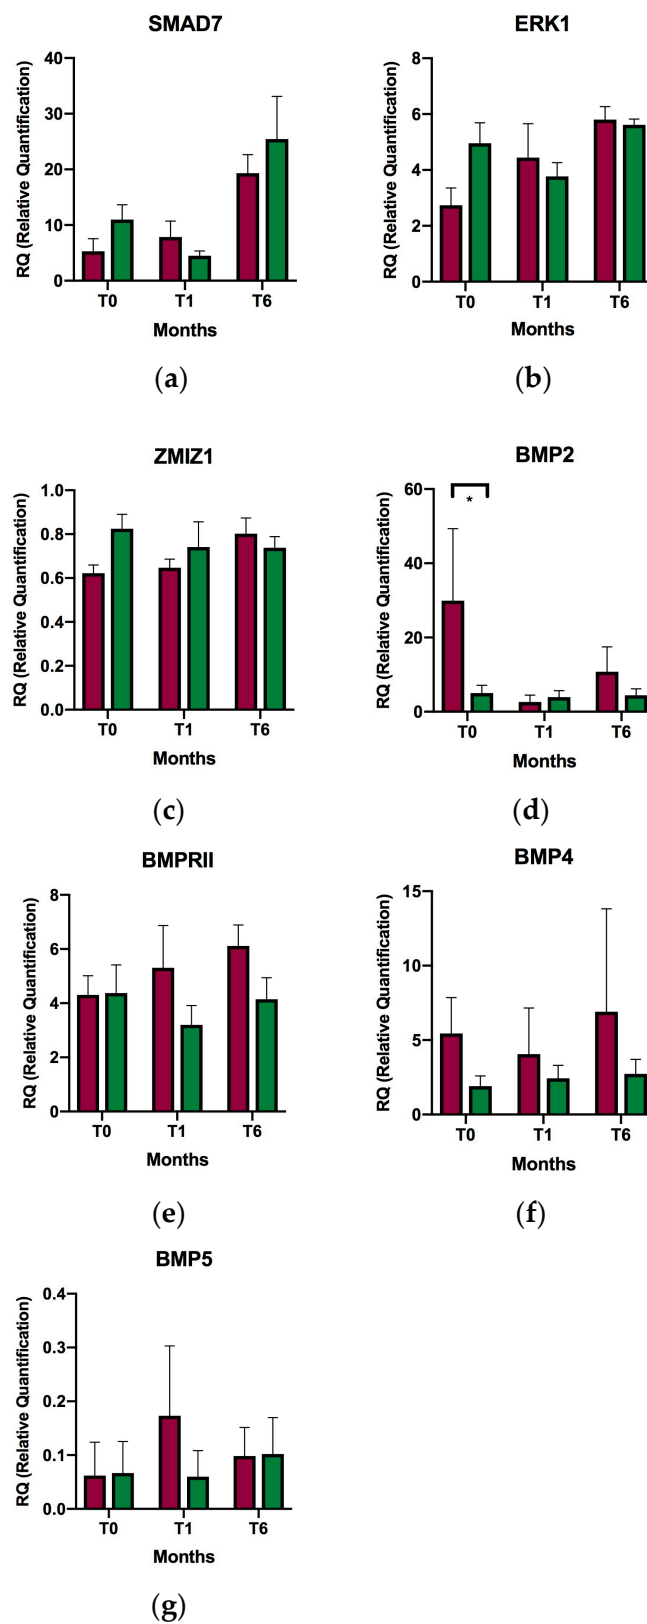 SMAD7
RQ (Relative Quantification)
40
30
20
10
0
T0 T1 T6
Months
(a)
ERK1
RQ (Relative Quantification)
8
6
4
2
0
T0 T1 T6
Months
(b)
ZMIZ1
RQ (Relative Quantification)
1.0
0.8
0.6
0.4
0.2
0.0
T0 T1 T6
Months
(c)
BMP2
RQ (Relative Quantification)
60
40
20
0
*
T0 T1 T6
Months
(d)
BMPRII
RQ (Relative Quantification)
8
6
4
2
0
T0 T1 T6
Months
(e)
BMP4
RQ (Relative Quantification)
15
10
5
0
T0 T1 T6
Months
(f)
BMP5
RQ (Relative Quantification)
0.4
0.3
0.2
0.1
0.0
T0 T1 T6
Months
(g)